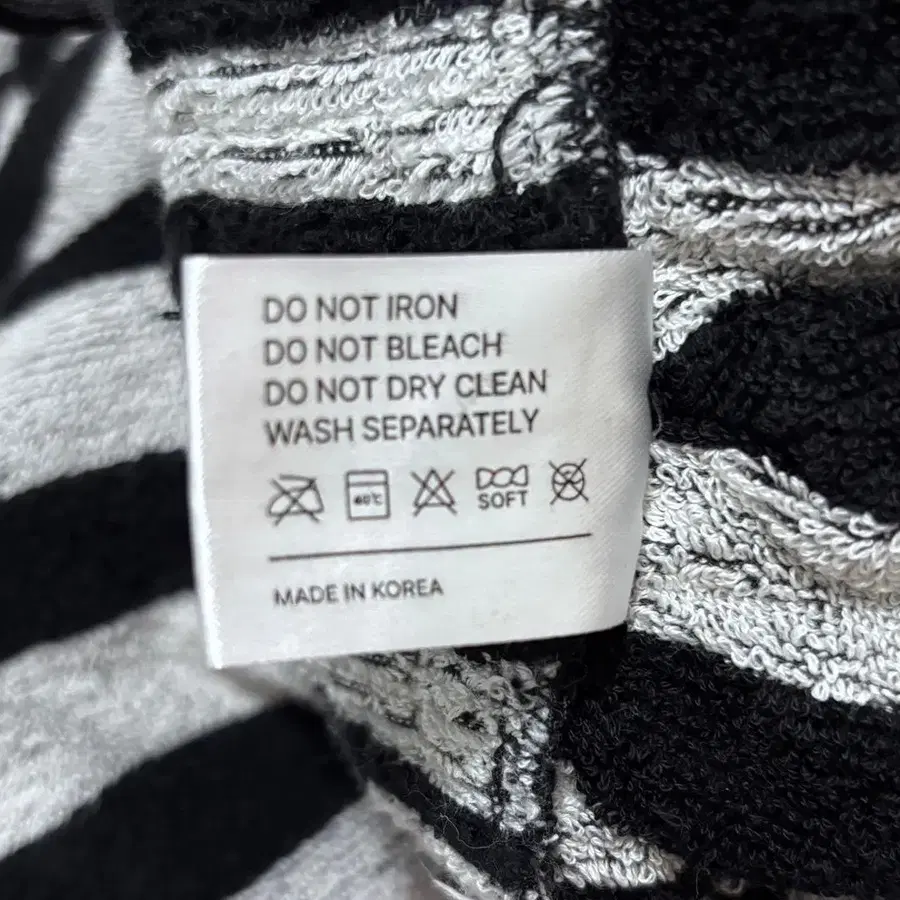 DO NOT IRON
DO NOT BLEACH
DO NOT DRY CLEAN
WASH SEPARATELY
40℃
SOFT
MADE IN KOREA